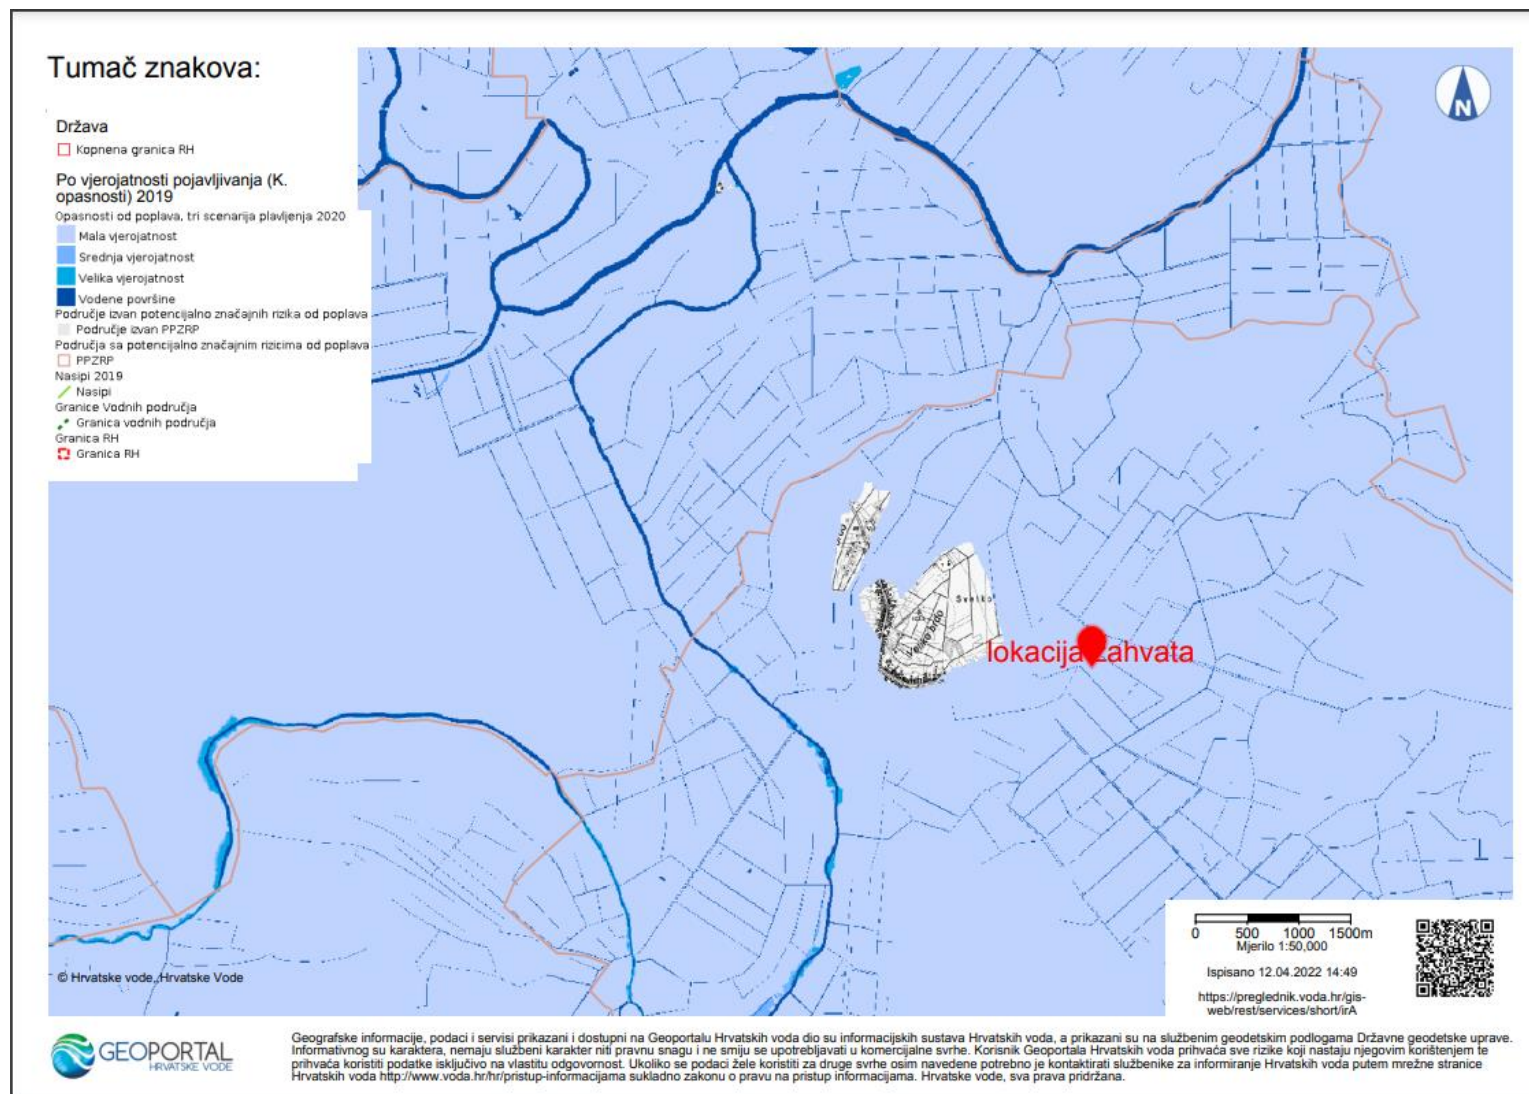 Tumač znakova:
Država
Kopnena granica RH
Po vjerojatnosti pojavljivanja (K.
opasnosti) 2019
Opasnosti od poplava, tri scenarija plavljenja 2020
Mala vjerojatnost
Srednja vjerojatnost
Velika vjerojatnost
Vodene površine
Područje izvan potencijalno značajnih rizika od poplava
Područje izvan PPZRP
Područja sa potencijalno značajnim rizicima od poplava
PPZRP
Nasipi 2019
Nasipi
Granice Vodnih područja
Granica vodnih područja
Granica RH
Granica RH
N
Brdo
Svetko
Veliko brdo
lokacija zahvata
0 500 1000 1500m
Mjerilo 1:50,000
Ispisano 12.04.2022 14:49
https://preglednik.voda.hr/gis-
web/rest/services/short/irA
© Hrvatske vode, Hrvatske Vode
GEOPORTAL
HRVATSKE VODE
Geografske informacije, podaci i servisi prikazani i dostupni na Geoportalu Hrvatskih voda dio su informacijskih sustava Hrvatskih voda, a prikazani su na službenim geodetskim podlogama Državne geodetske uprave.
Informativnog su karaktera, nemaju službeni karakter niti pravnu snagu i ne smiju se upotrebljavati u komercijalne svrhe. Korisnik Geoportala Hrvatskih voda prihvaća sve rizike koji nastaju njegovim korištenjem te
prihvaća koristiti podatke isključivo na vlastitu odgovornost. Ukoliko se podaci žele koristiti za druge svrhe osim navedene potrebno je kontaktirati službenike za informiranje Hrvatskih voda putem mrežne stranice
Hrvatskih voda http://www.voda.hr/hr/pristup-informacijama sukladno zakonu o pravu na pristup informacijama. Hrvatske vode, sva prava pridržana.